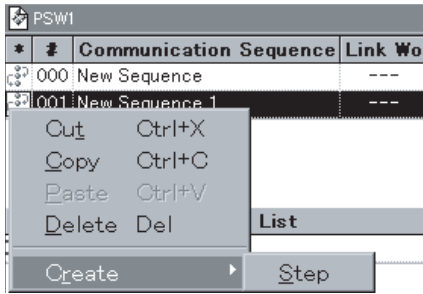 PSW1
* # Communication Sequence Link Wo
000 New Sequence ---
001 New Sequence 1 ---
Cut Ctrl+X
Copy Ctrl+C
Paste Ctrl+V
Delete Del
List
Create Step